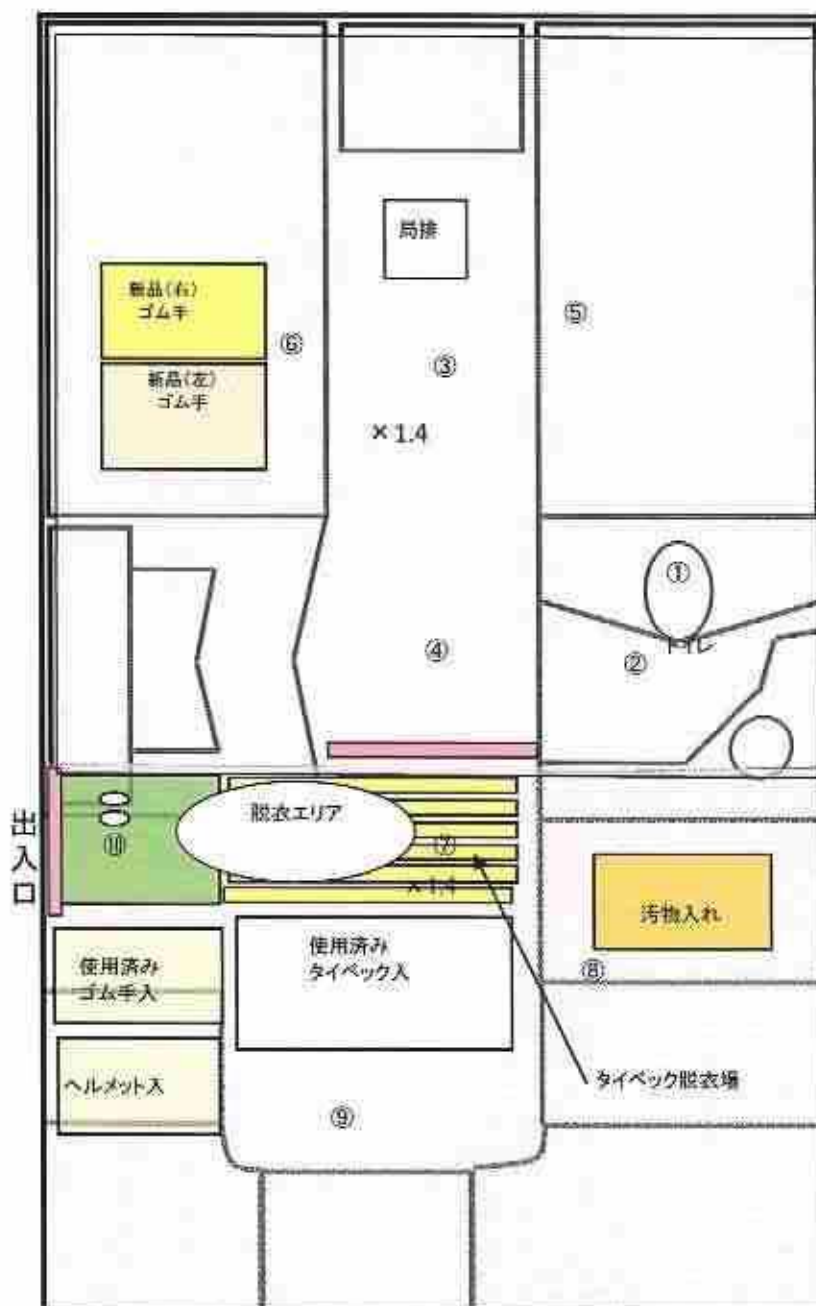 局排
新品(右)
ゴム手
⑥
⑤
③
新品(左)
ゴム手
×1.4
①
トイレ
②
④
出入口
脱衣エリア
⑦
⑩
×1.4
汚物入れ
使用済み
タイベック入
使用済み
ゴム手入
⑧
ヘルメット入
タイベック脱衣場
⑨